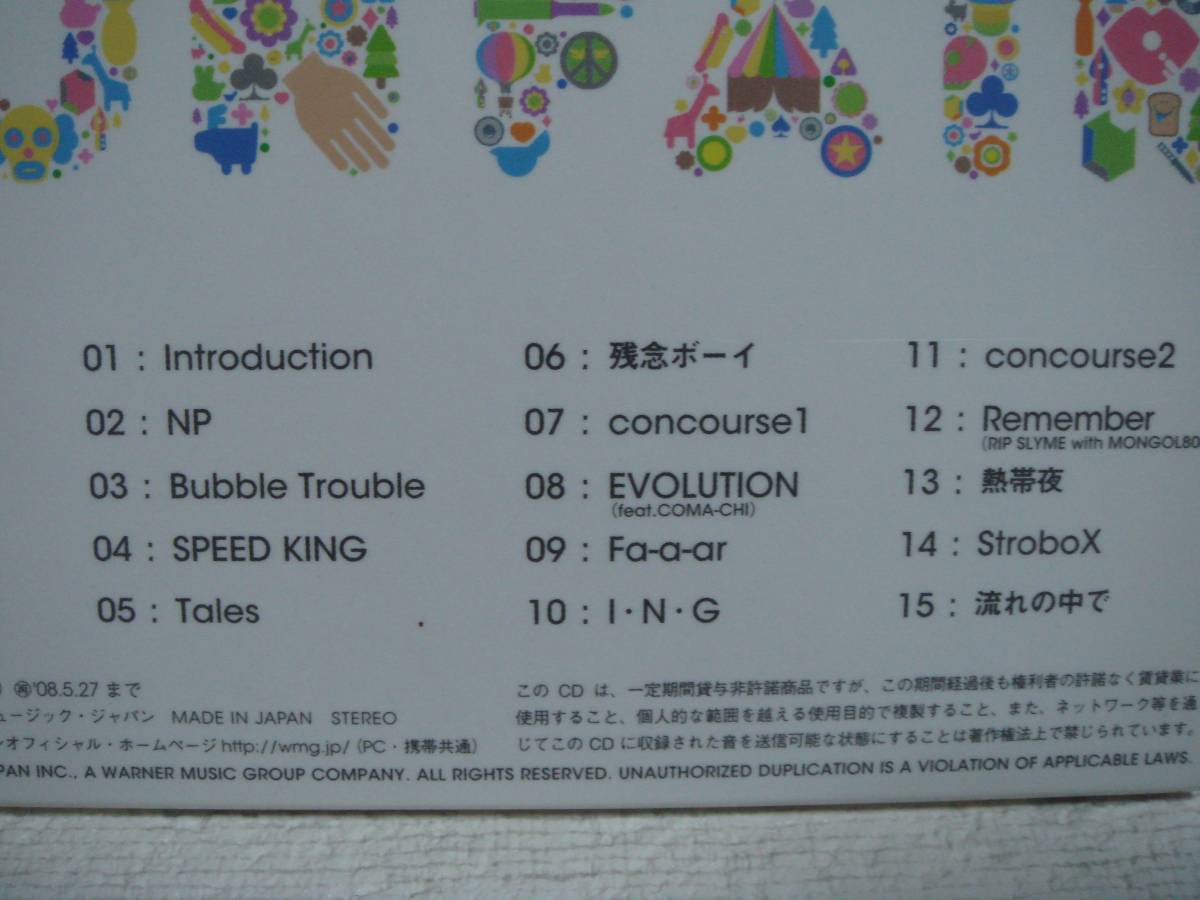 01 : Introduction
02 : NP
03 : Bubble Trouble
04 : SPEED KING
05 : Tales
06 : 残念ボーイ
07 : concourse1
08 : EVOLUTION
(feat.COMA-CHI)
09 : Fa-a-ar
10 : I・N・G
11 : concourse2
12 : Remember
(RIP SLYME with MONGOL80
13 : 熱帯夜
14 : StroboX
15 : 流れの中で
'08.5.27 まで
ュージック・ジャパン MADE IN JAPAN STEREO
オフィシャル・ホームページ http://wmg.jp/ (PC・携帯共通)
この CD は、一定期間貸与非許諾商品ですが、この期間経過後も権利者の許諾なく賃貸業に
使用すること、個人的な範囲を越える使用目的で複製すること、また、ネットワーク等を通
じてこの CD に収録された音を送信可能な状態にすることは著作権法上で禁じられています。
PAN INC., A WARNER MUSIC GROUP COMPANY. ALL RIGHTS RESERVED. UNAUTHORIZED DUPLICATION IS A VIOLATION OF APPLICABLE LAWS.